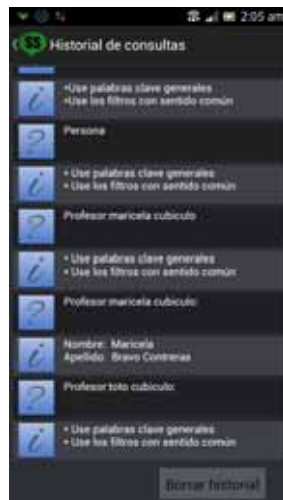 2:05 am
Historial de consultas
•Use palabras clave generales
•Use los filtros con sentido común
Persona
• Use palabras clave generales
• Use los filtros con sentido común
Profesor maricela cubiculo
• Use palabras clave generales
• Use los filtros con sentido común
Profesor maricela cubiculo:
Nombre: Maricela
Apellido: Bravo Contreras
Profesor toto cubiculo:
• Use palabras clave generales
• Use los filtros con sentido común
Borrar historial